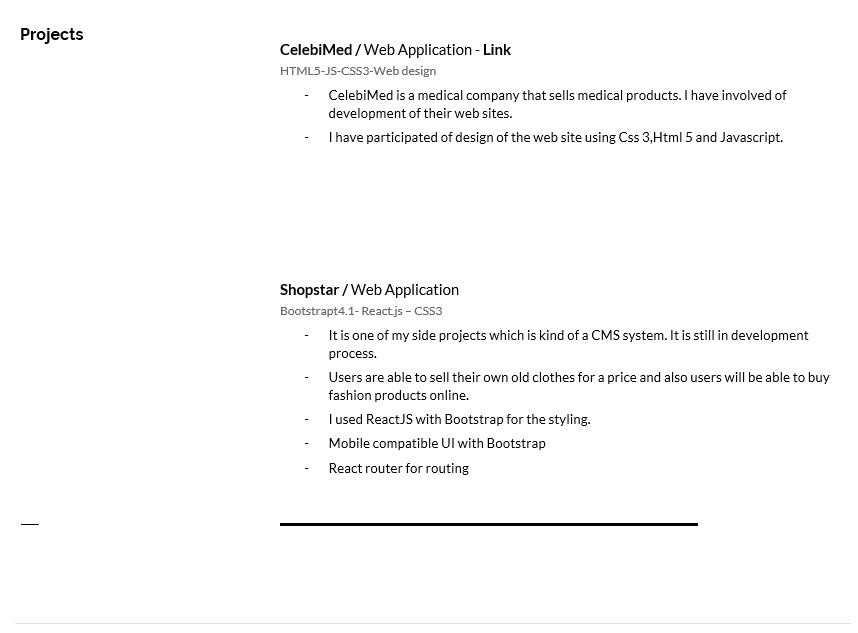 Projects
CelebiMed / Web Application - Link
HTML5-JS-CSS3-Web design
- CelebiMed is a medical company that sells medical products. I have involved of
development of their web sites.
- I have participated of design of the web site using Css 3,Html 5 and Javascript.
Shopstar / Web Application
Bootstrapt4.1- React.js – CSS3
- It is one of my side projects which is kind of a CMS system. It is still in development
process.
- Users are able to sell their own old clothes for a price and also users will be able to buy
fashion products online.
- I used ReactJS with Bootstrap for the styling.
- Mobile compatible UI with Bootstrap
- React router for routing